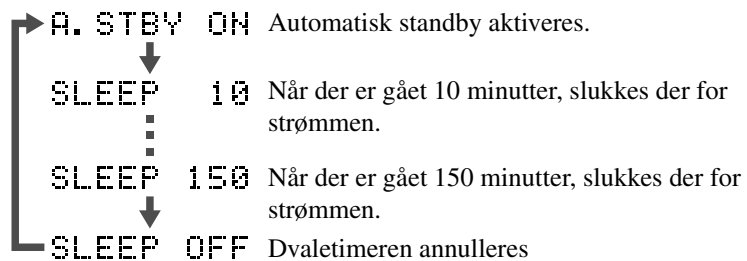 A. STBY ON Automatisk standby aktiveres.
SLEEP 10 Når der er gået 10 minutter, slukkes der for
strømmen.
SLEEP 150 Når der er gået 150 minutter, slukkes der for
strømmen.
SLEEP OFF Dvaletimeren annulleres